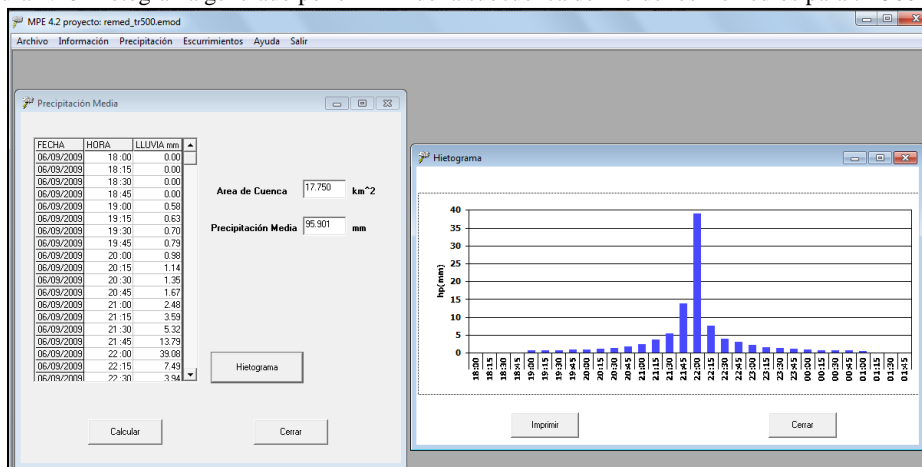 MPE 4.2 proyecto: remed_tr500.emod
Archivo Información Precipitación Escurrimientos Ayuda Salir
Precipitación Media
FECHA HORA LLUVIA mm
06/09/2009 18:00 0.00
06/09/2009 18:15 0.00
06/09/2009 18:30 0.00
06/09/2009 18:45 0.00
06/09/2009 19:00 0.58
06/09/2009 19:15 0.63
06/09/2009 19:30 0.70
06/09/2009 19:45 0.79
06/09/2009 20:00 0.98
06/09/2009 20:15 1.14
06/09/2009 20:30 1.35
06/09/2009 20:45 1.67
06/09/2009 21:00 2.48
06/09/2009 21:15 3.59
06/09/2009 21:30 5.32
06/09/2009 21:45 13.79
06/09/2009 22:00 39.08
06/09/2009 22:15 7.49
06/09/2009 22:30 3.94
Area de Cuenca 17.750 km^2
Precipitación Media 95.901 mm
Hietograma
Calcular Cerrar
Hietograma
hp(mm)
40
35
30
25
20
15
10
5
0
18:00 18:15 18:30 18:45 19:00 19:15 19:30 19:45 20:00 20:15 20:30 20:45 21:00 21:15 21:30 21:45 22:00 22:15 22:30 22:45 23:00 23:15 23:30 23:45 00:00 00:15 00:30 00:45 01:00 01:15 01:30 01:45
Imprimir Cerrar